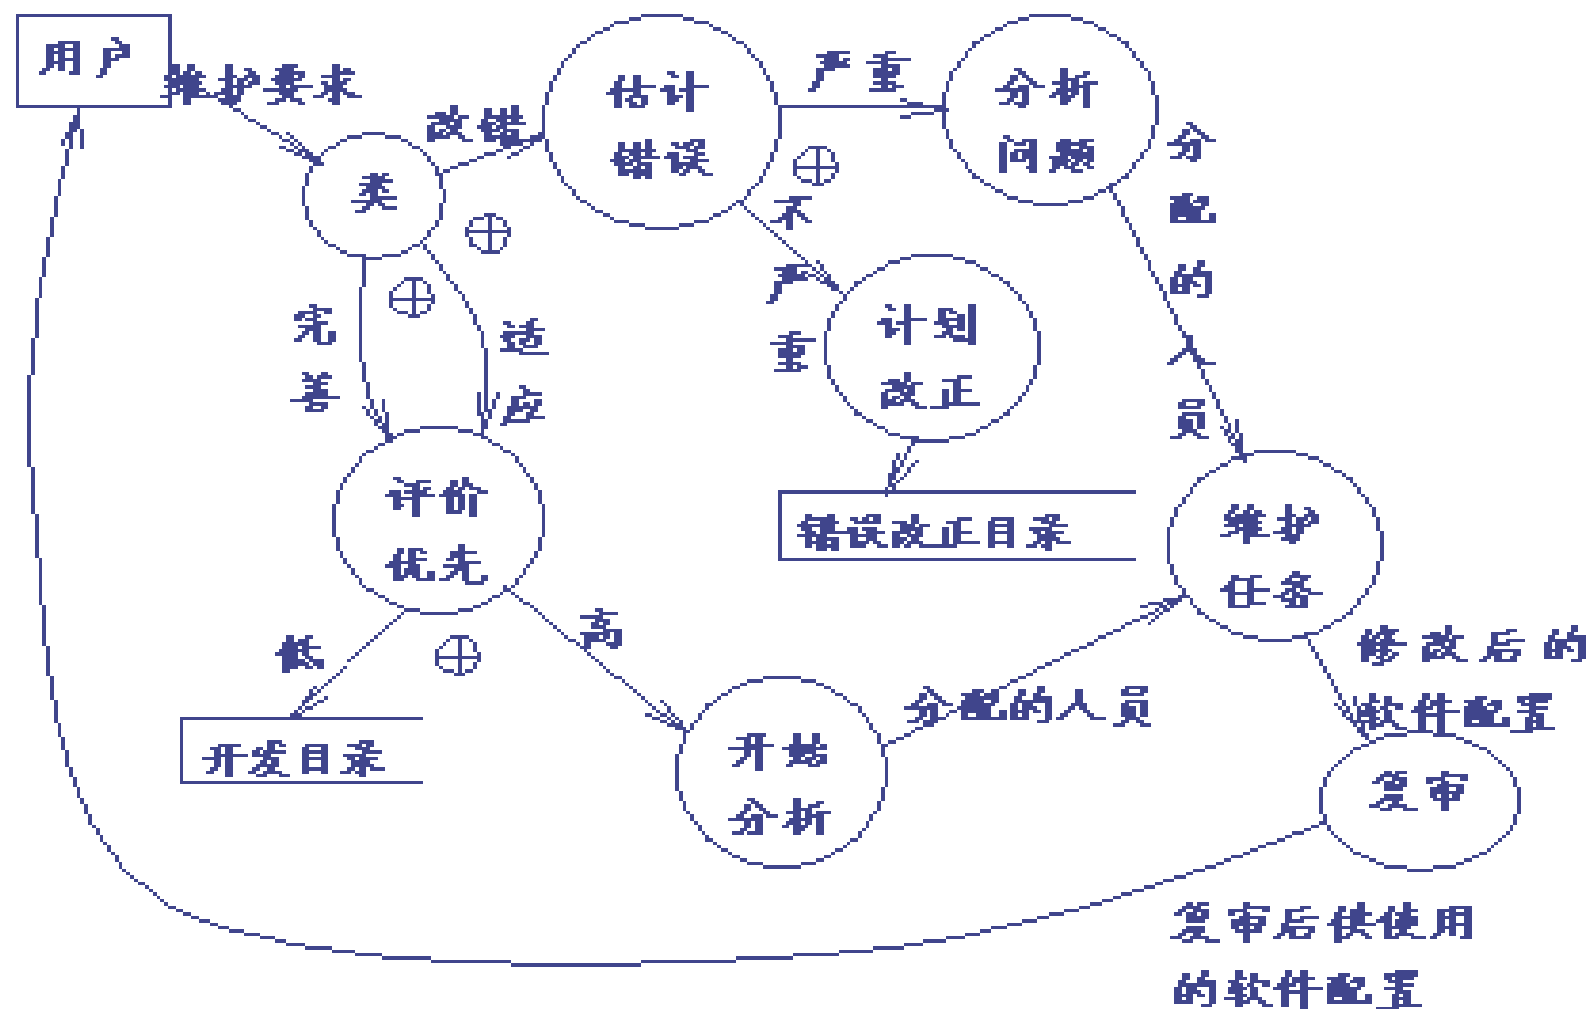 用户
维护要求
改错
估计
错误
严重
分析
问题
类
不
严
重
分
配
的
人
员
完
善
适
应
计划
改正
评价
优先
错误改正目录
维护
任务
低
高
开发目录
开始
分析
分配的人员
修改后的
软件配置
复审
复审后供使用
的软件配置